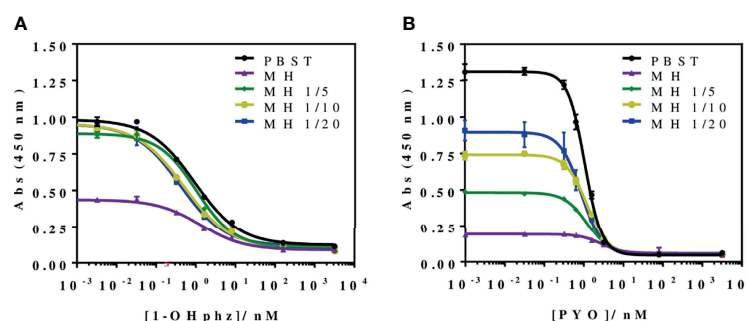 A
1.50
1.25
1.00
0.75
0.50
0.25
0.00
Abs (450 nm)
PBST
MH
MH 1/5
MH 1/10
MH 1/20
10⁻³ 10⁻² 10⁻¹ 10⁰ 10¹ 10² 10³ 10⁴
[1-OHphz]/ nM
B
1.50
1.25
1.00
0.75
0.50
0.25
0.00
Abs (450 nm)
PBST
MH
MH 1/5
MH 1/10
MH 1/20
10⁻³ 10⁻² 10⁻¹ 10⁰ 10¹ 10² 10³ 10
[PYO]/ nM